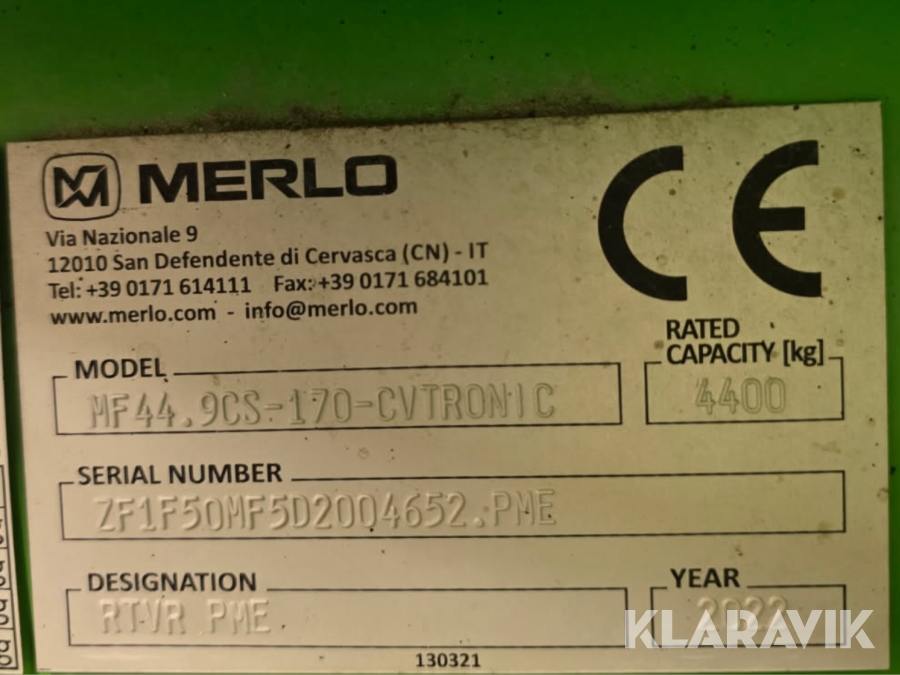 MERLO
Via Nazionale 9
12010 San Defendente di Cervasca (CN) - IT
Tel: +39 0171 614111 Fax: +39 0171 684101
www.merlo.com - info@merlo.com
CE
MODEL
MF44.9CS-170-CVTRONIC
RATED
CAPACITY [kg]
4400
SERIAL NUMBER
ZF1F50MF5D2004652.PME
DESIGNATION
RTVR PME
YEAR
2022
KLARAVIK
130321